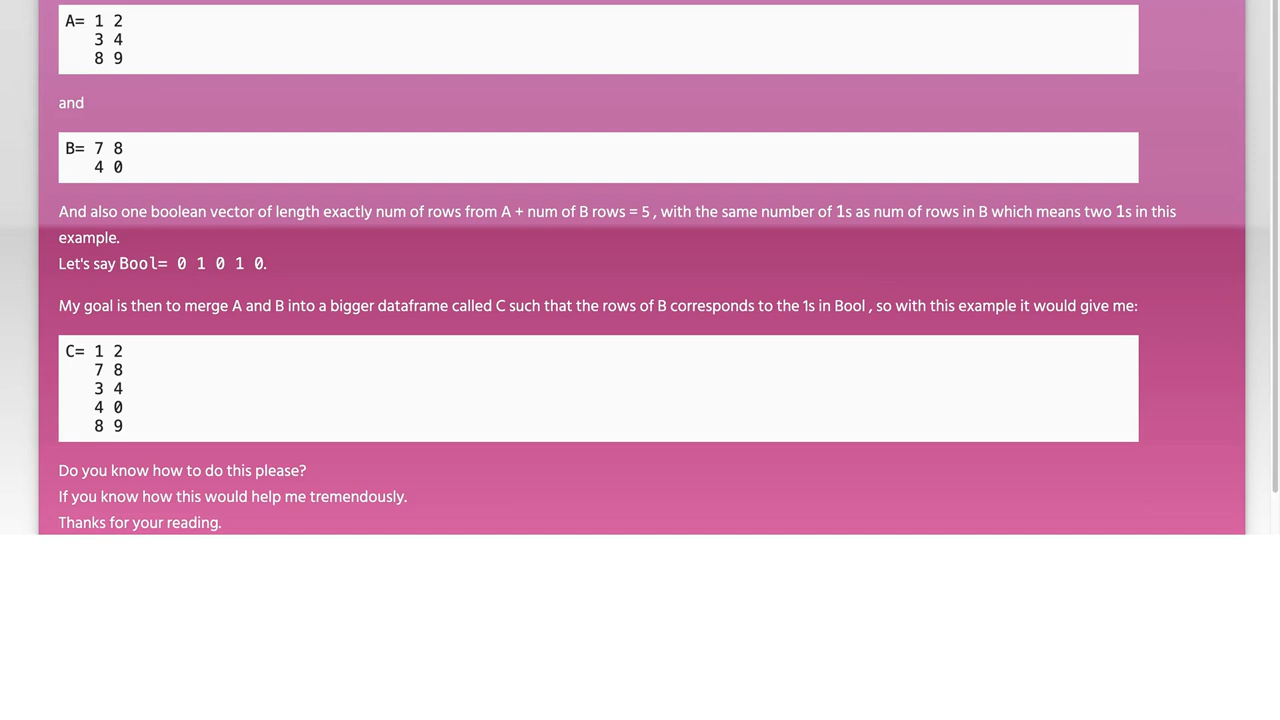 A= 1 2
3 4
8 9
and
B= 7 8
4 0
And also one boolean vector of length exactly num of rows from A + num of B rows = 5 , with the same number of 1s as num of rows in B which means two 1s in this
example.
Let's say Bool= 0 1 0 1 0.
My goal is then to merge A and B into a bigger dataframe called C such that the rows of B corresponds to the 1s in Bool , so with this example it would give me:
C= 1 2
7 8
3 4
4 0
8 9
Do you know how to do this please?
If you know how this would help me tremendously.
Thanks for your reading.